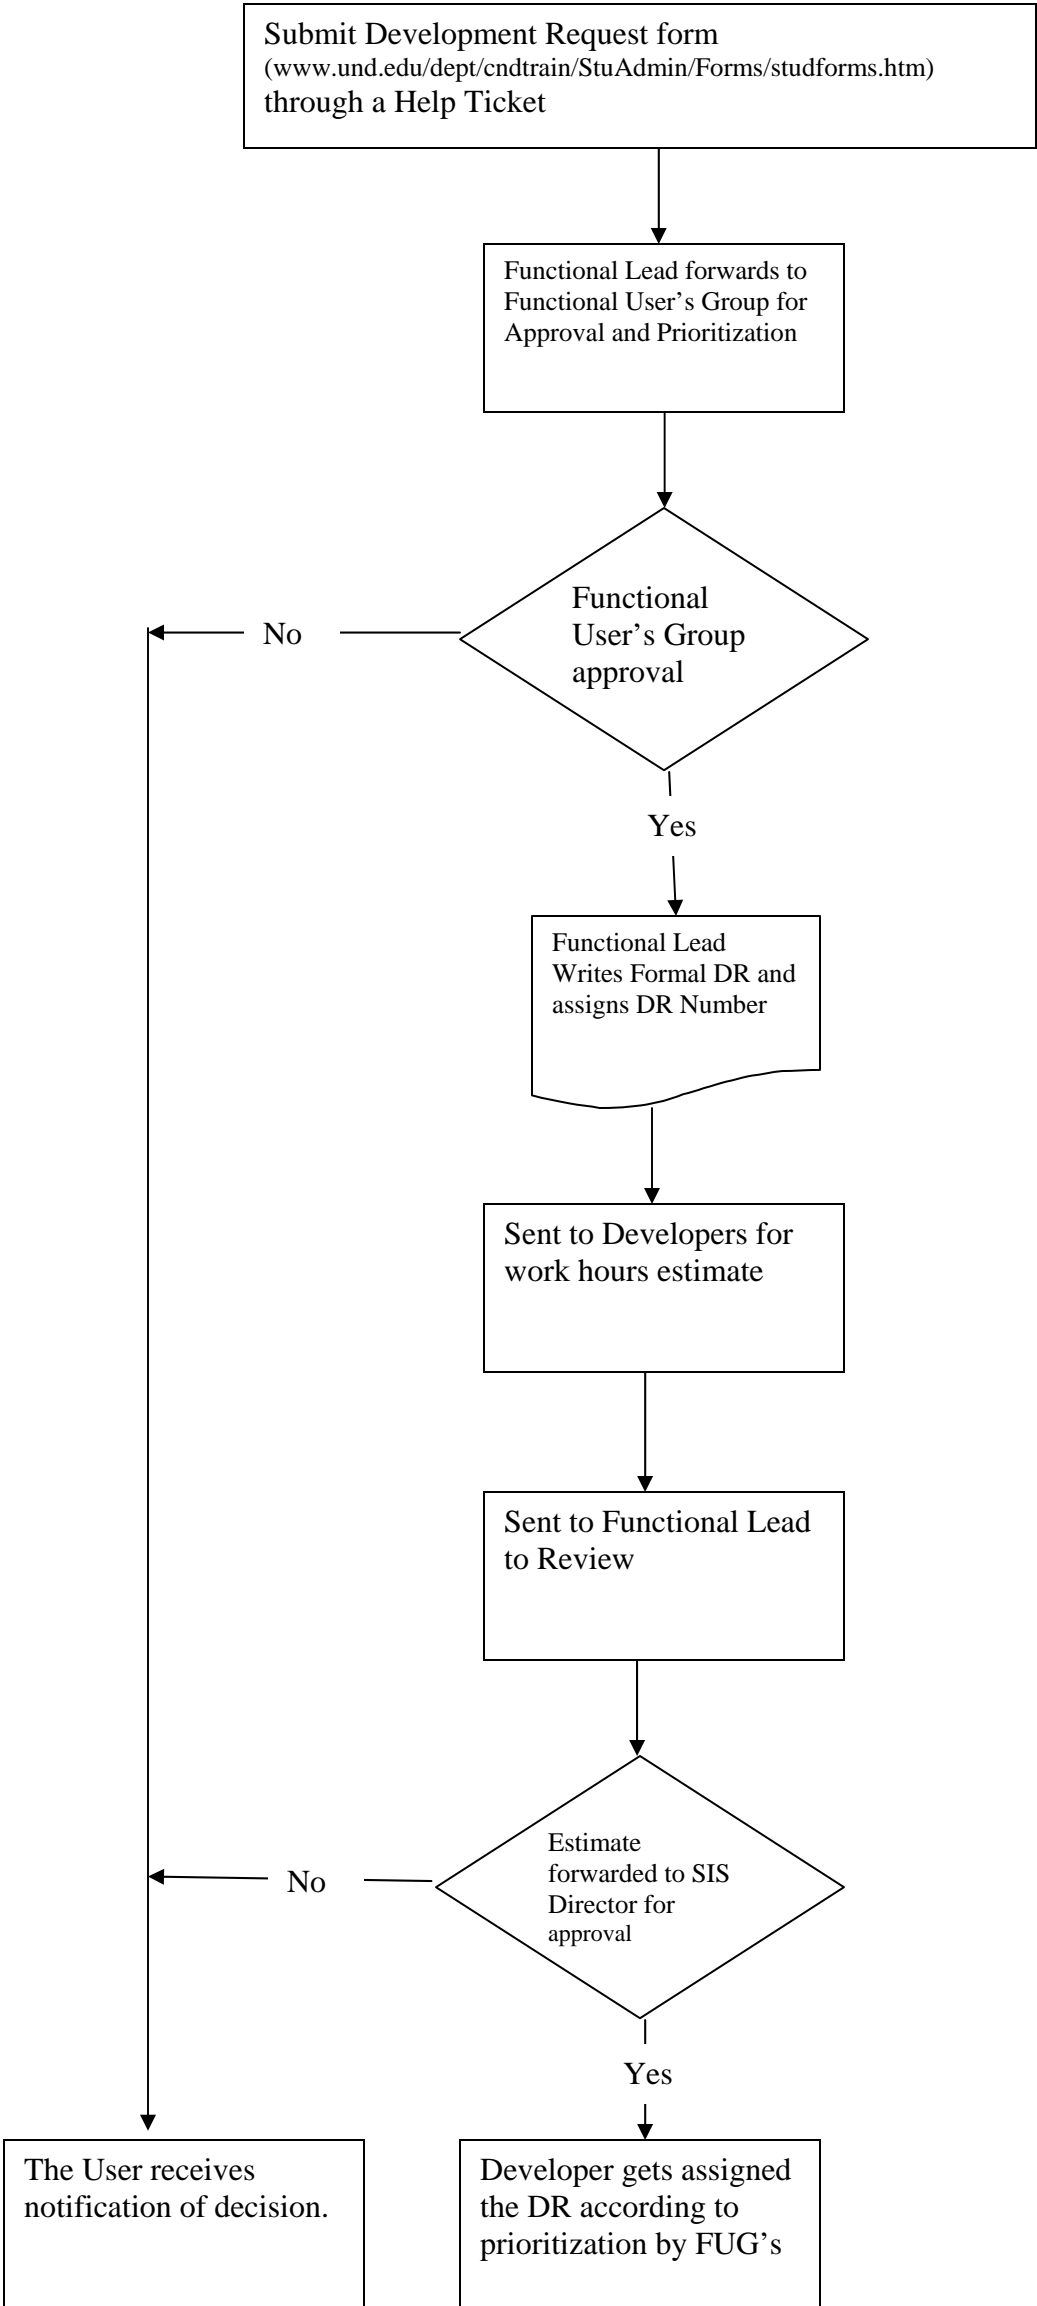 Submit Development Request form
(www.und.edu/dept/cndtrain/StuAdmin/Forms/studforms.htm)
through a Help Ticket
Functional Lead forwards to
Functional User’s Group for
Approval and Prioritization
Functional
User’s Group
approval
No
Yes
Functional Lead
Writes Formal DR and
assigns DR Number
Sent to Developers for
work hours estimate
Sent to Functional Lead
to Review
Estimate
forwarded to SIS
Director for
approval
No
Yes
The User receives
notification of decision.
Developer gets assigned
the DR according to
prioritization by FUG’s